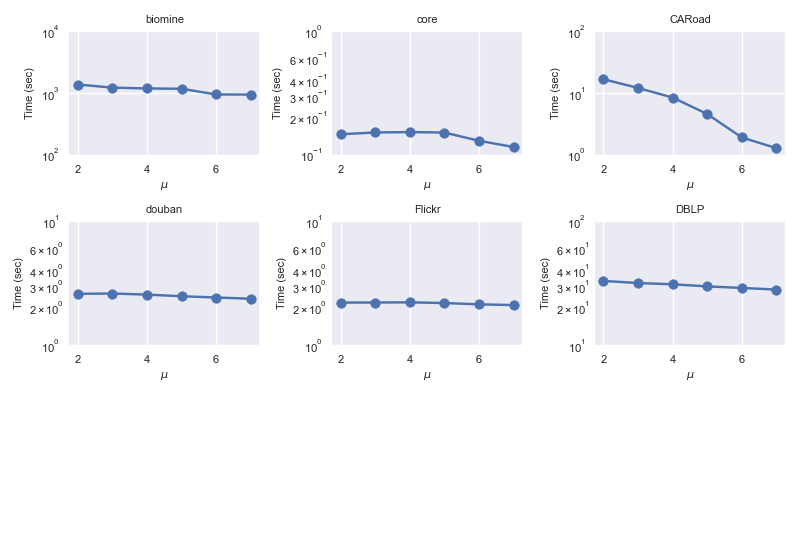 biomine
core
CARoad
10^4
10^3
10^2
Time (sec)
2
4
6
μ
10^0
6 × 10^−1
4 × 10^−1
3 × 10^−1
2 × 10^−1
10^−1
Time (sec)
2
4
6
μ
10^2
10^1
10^0
Time (sec)
2
4
6
μ
douban
Flickr
DBLP
10^1
6 × 10^0
4 × 10^0
3 × 10^0
2 × 10^0
10^0
Time (sec)
2
4
6
μ
10^1
6 × 10^0
4 × 10^0
3 × 10^0
2 × 10^0
10^0
Time (sec)
2
4
6
μ
10^2
6 × 10^1
4 × 10^1
3 × 10^1
2 × 10^1
10^1
Time (sec)
2
4
6
μ